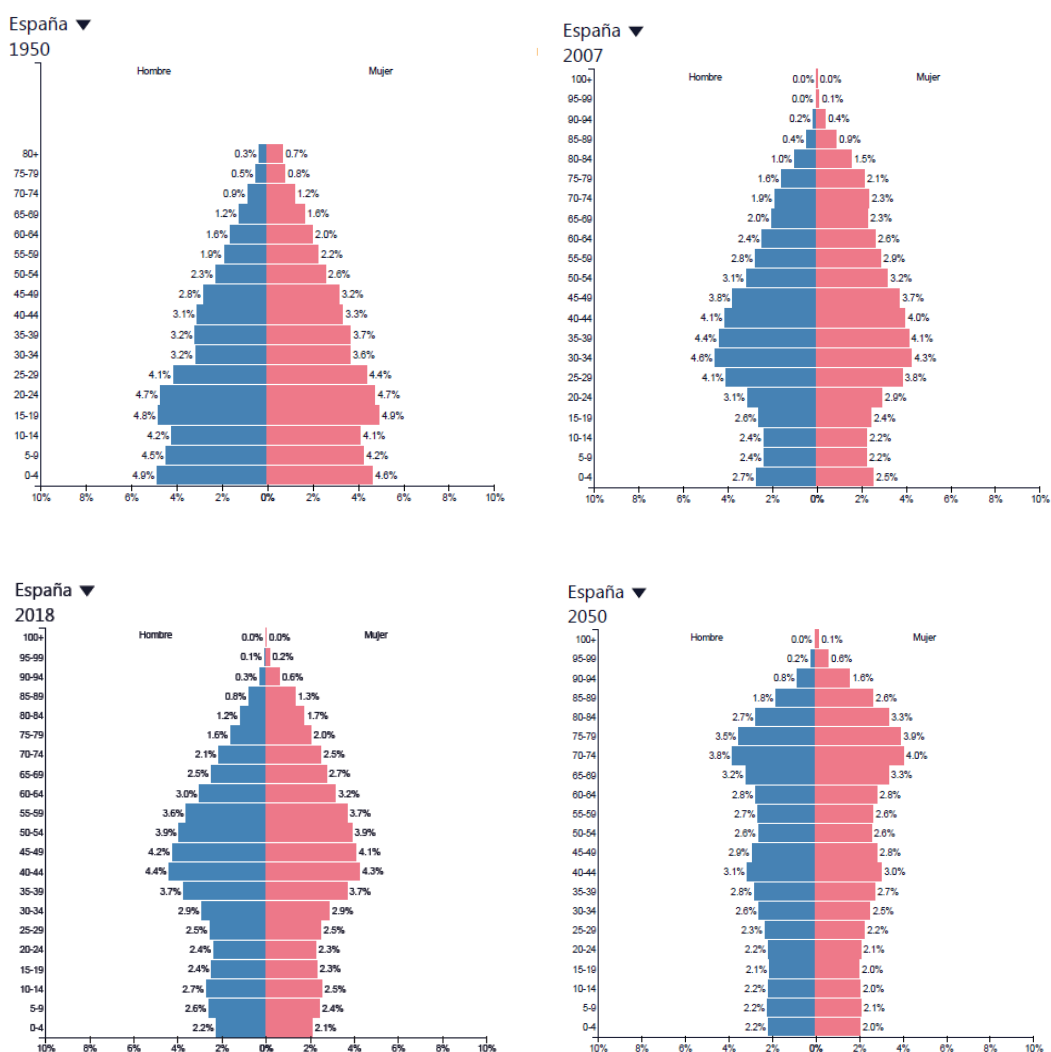 España ▼
1950
Hombre Mujer
80+ 0.3% 0.7%
75-79 0.5% 0.8%
70-74 0.9% 1.2%
65-69 1.2% 1.6%
60-64 1.6% 2.0%
55-59 1.9% 2.2%
50-54 2.3% 2.6%
45-49 2.8% 3.2%
40-44 3.1% 3.3%
35-39 3.2% 3.7%
30-34 3.2% 3.6%
25-29 4.1% 4.4%
20-24 4.7% 4.7%
15-19 4.8% 4.9%
10-14 4.2% 4.1%
5-9 4.5% 4.2%
0-4 4.9% 4.6%
10% 8% 6% 4% 2% 0% 2% 4% 6% 8% 10%
España ▼
2007
Hombre Mujer
100+ 0.0% 0.0%
95-99 0.0% 0.1%
90-94 0.2% 0.4%
85-89 0.4% 0.9%
80-84 1.0% 1.5%
75-79 1.6% 2.1%
70-74 1.9% 2.3%
65-69 2.0% 2.3%
60-64 2.4% 2.6%
55-59 2.8% 2.9%
50-54 3.1% 3.2%
45-49 3.8% 3.7%
40-44 4.1% 4.0%
35-39 4.4% 4.1%
30-34 4.6% 4.3%
25-29 4.1% 3.8%
20-24 3.1% 2.9%
15-19 2.6% 2.4%
10-14 2.4% 2.2%
5-9 2.4% 2.2%
0-4 2.7% 2.5%
10% 8% 6% 4% 2% 0% 2% 4% 6% 8% 10%
España ▼
2018
Hombre Mujer
100+ 0.0% 0.0%
95-99 0.1% 0.2%
90-94 0.3% 0.6%
85-89 0.8% 1.3%
80-84 1.2% 1.7%
75-79 1.6% 2.0%
70-74 2.1% 2.5%
65-69 2.5% 2.7%
60-64 3.0% 3.2%
55-59 3.6% 3.7%
50-54 3.9% 3.9%
45-49 4.2% 4.1%
40-44 4.4% 4.3%
35-39 3.7% 3.7%
30-34 2.9% 2.9%
25-29 2.5% 2.5%
20-24 2.4% 2.3%
15-19 2.4% 2.3%
10-14 2.7% 2.5%
5-9 2.6% 2.4%
0-4 2.2% 2.1%
10% 8% 6% 4% 2% 0% 2% 4% 6% 8% 10%
España ▼
2050
Hombre Mujer
100+ 0.0% 0.1%
95-99 0.2% 0.6%
90-94 0.8% 1.6%
85-89 1.8% 2.6%
80-84 2.7% 3.3%
75-79 3.5% 3.9%
70-74 3.8% 4.0%
65-69 3.2% 3.3%
60-64 2.8% 2.8%
55-59 2.7% 2.6%
50-54 2.6% 2.6%
45-49 2.9% 2.8%
40-44 3.1% 3.0%
35-39 2.8% 2.7%
30-34 2.6% 2.5%
25-29 2.3% 2.2%
20-24 2.2% 2.1%
15-19 2.1% 2.0%
10-14 2.2% 2.0%
5-9 2.2% 2.1%
0-4 2.2% 2.0%
10% 8% 6% 4% 2% 0% 2% 4% 6% 8% 10%